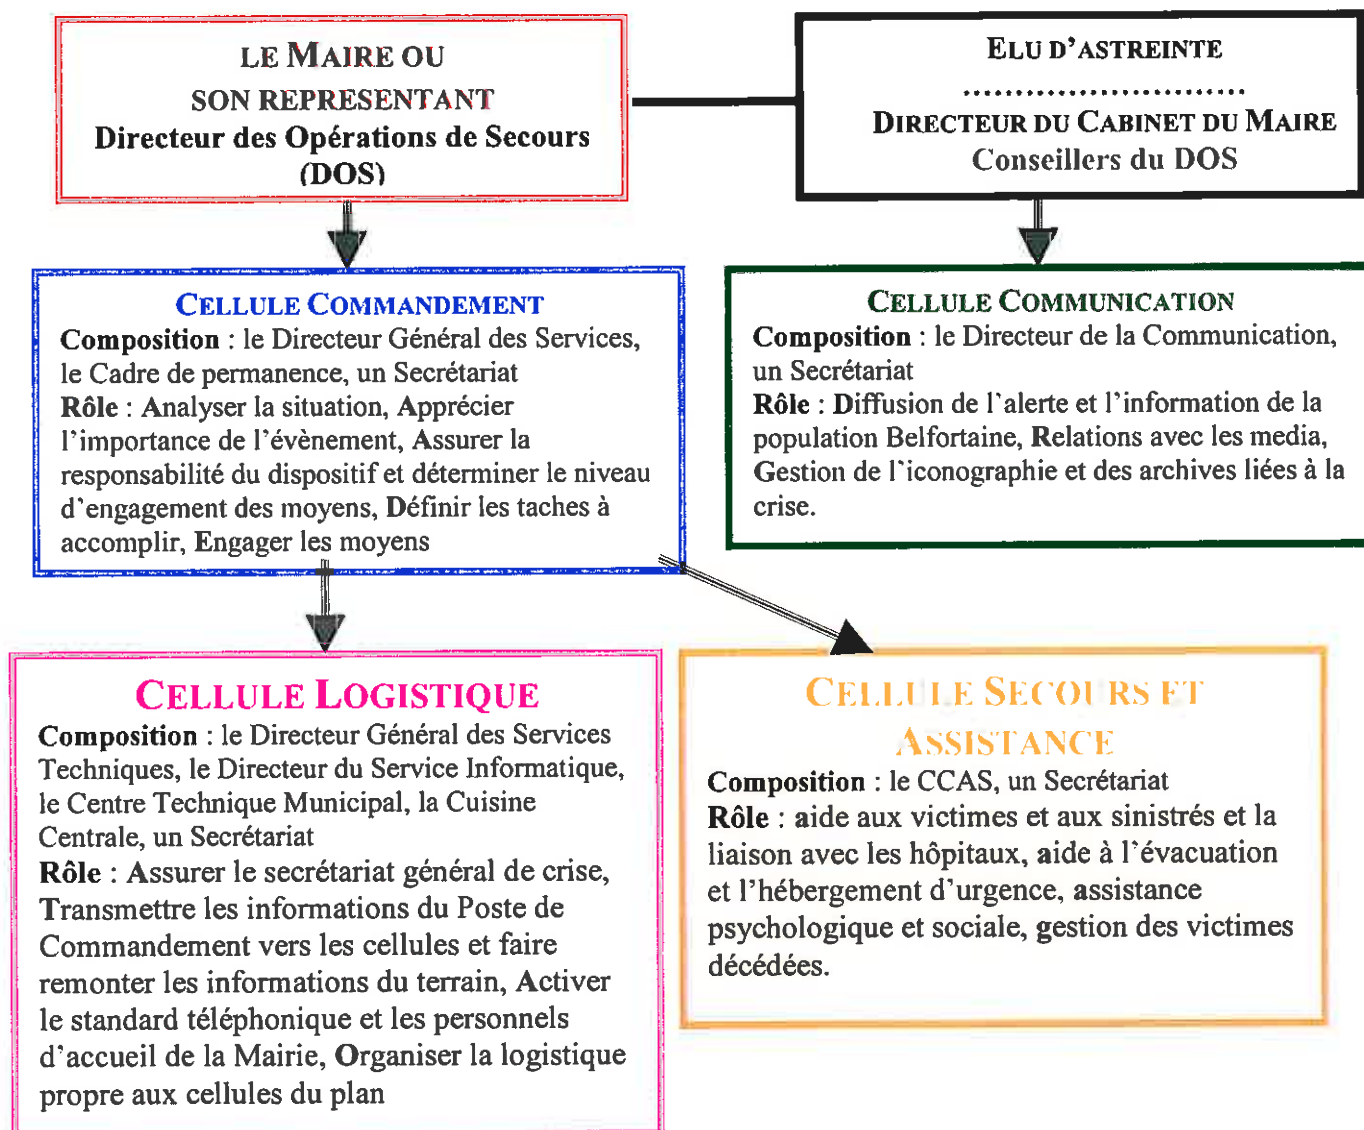 LE MAIRE OU
SON REPRESENTANT
Directeur des Opérations de Secours
(DOS)
ELU D'ASTREINTE
...........................
DIRECTEUR DU CABINET DU MAIRE
Conseillers du DOS
CELLULE COMMANDEMENT
Composition : le Directeur Général des Services,
le Cadre de permanence, un Secrétariat
Rôle : Analyser la situation, Apprécier
l'importance de l'évènement, Assurer la
responsabilité du dispositif et déterminer le niveau
d'engagement des moyens, Définir les taches à
accomplir, Engager les moyens
CELLULE COMMUNICATION
Composition : le Directeur de la Communication,
un Secrétariat
Rôle : Diffusion de l'alerte et l'information de la
population Belfortaine, Relations avec les media,
Gestion de l'iconographie et des archives liées à la
crise.
CELLULE LOGISTIQUE
Composition : le Directeur Général des Services
Techniques, le Directeur du Service Informatique,
le Centre Technique Municipal, la Cuisine
Centrale, un Secrétariat
Rôle : Assurer le secrétariat général de crise,
Transmettre les informations du Poste de
Commandement vers les cellules et faire
remonter les informations du terrain, Activer
le standard téléphonique et les personnels
d'accueil de la Mairie, Organiser la logistique
propre aux cellules du plan
CELLULE SECOURS ET
ASSISTANCE
Composition : le CCAS, un Secrétariat
Rôle : aide aux victimes et aux sinistrés et la
liaison avec les hôpitaux, aide à l'évacuation
et l'hébergement d'urgence, assistance
psychologique et sociale, gestion des victimes
décédées.